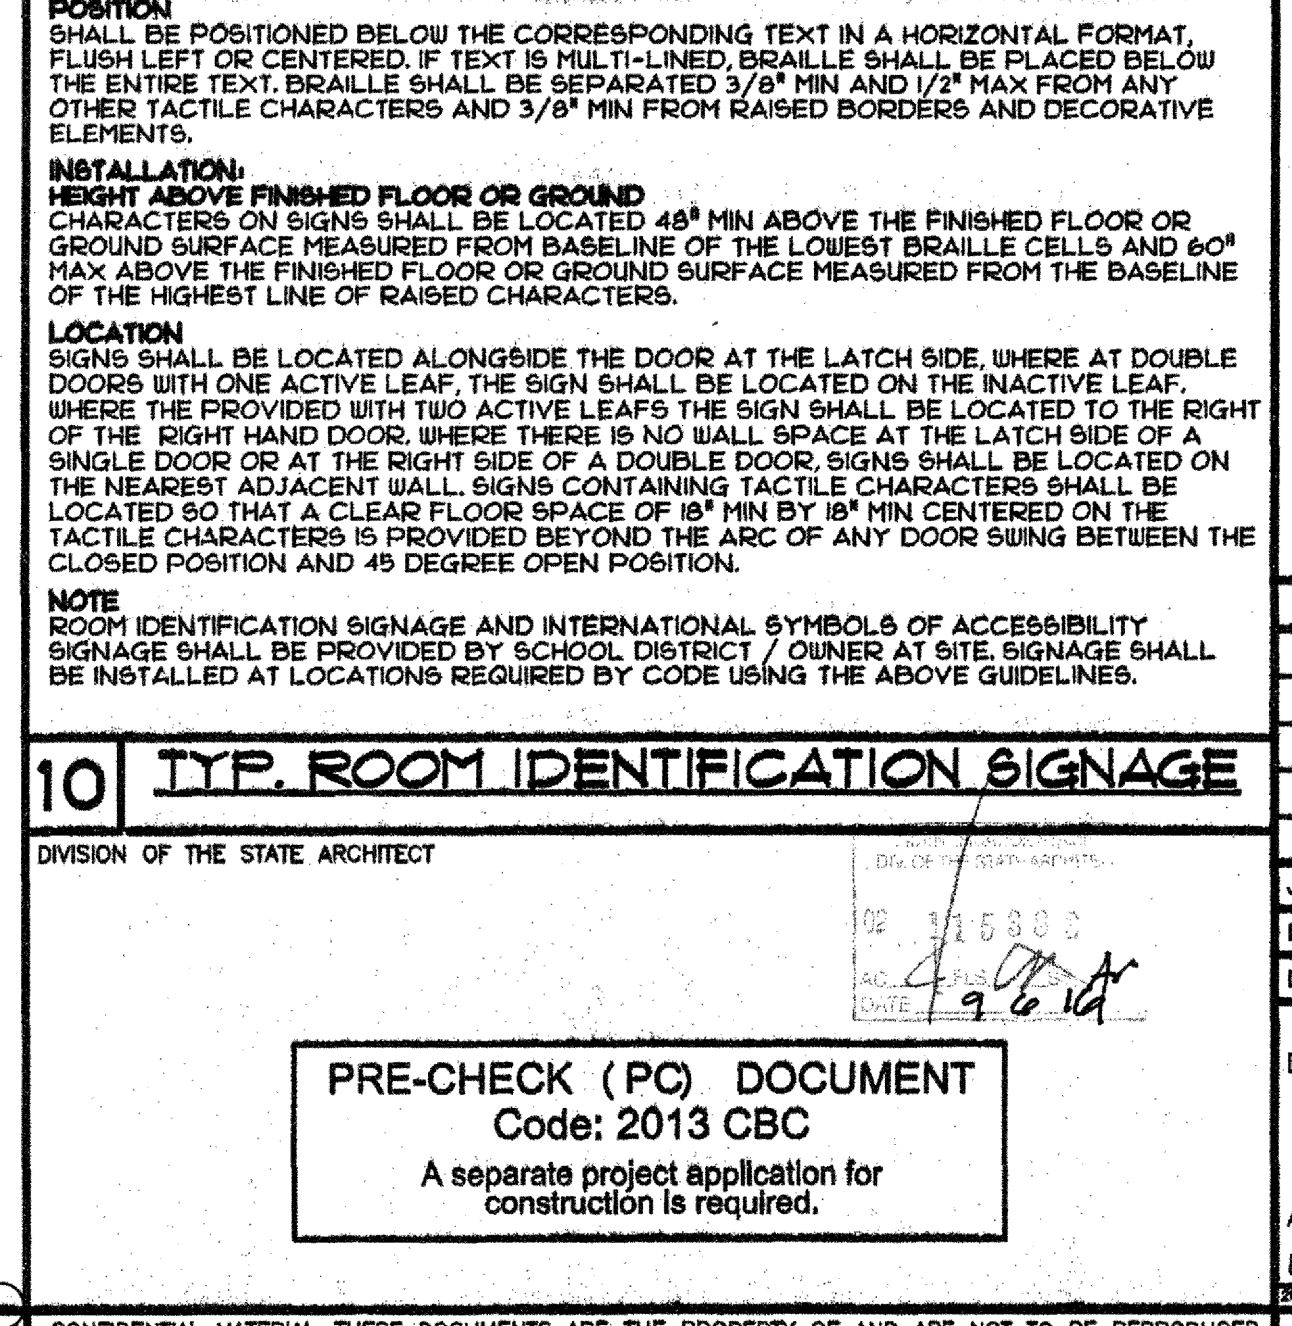 POSITION
SHALL BE POSITIONED BELOW THE CORRESPONDING TEXT IN A HORIZONTAL FORMAT,
FLUSH LEFT OR CENTERED. IF TEXT IS MULTI-LINED, BRAILLE SHALL BE PLACED BELOW
THE ENTIRE TEXT. BRAILLE SHALL BE SEPARATED 3/8" MIN AND 1/2" MAX FROM ANY
OTHER TACTILE CHARACTERS AND 3/8" MIN FROM RAISED BORDERS AND DECORATIVE
ELEMENTS.
INSTALLATION:
HEIGHT ABOVE FINISHED FLOOR OR GROUND
CHARACTERS ON SIGNS SHALL BE LOCATED 48" MIN ABOVE THE FINISHED FLOOR OR
GROUND SURFACE MEASURED FROM BASELINE OF THE LOWEST BRAILLE CELLS AND 60"
MAX ABOVE THE FINISHED FLOOR OR GROUND SURFACE MEASURED FROM THE BASELINE
OF THE HIGHEST LINE OF RAISED CHARACTERS.
LOCATION
SIGNS SHALL BE LOCATED ALONGSIDE THE DOOR AT THE LATCH SIDE, WHERE AT DOUBLE
DOORS WITH ONE ACTIVE LEAF, THE SIGN SHALL BE LOCATED ON THE INACTIVE LEAF.
WHERE THE PROVIDED WITH TWO ACTIVE LEAFS THE SIGN SHALL BE LOCATED TO THE RIGHT
OF THE RIGHT HAND DOOR. WHERE THERE IS NO WALL SPACE AT THE LATCH SIDE OF A
SINGLE DOOR OR AT THE RIGHT SIDE OF A DOUBLE DOOR, SIGNS SHALL BE LOCATED ON
THE NEAREST ADJACENT WALL. SIGNS CONTAINING TACTILE CHARACTERS SHALL BE
LOCATED SO THAT A CLEAR FLOOR SPACE OF 18" MIN BY 18" MIN CENTERED ON THE
TACTILE CHARACTERS IS PROVIDED BEYOND THE ARC OF ANY DOOR SWING BETWEEN THE
CLOSED POSITION AND 45 DEGREE OPEN POSITION.
NOTE
ROOM IDENTIFICATION SIGNAGE AND INTERNATIONAL SYMBOLS OF ACCESSIBILITY
SIGNAGE SHALL BE PROVIDED BY SCHOOL DISTRICT / OWNER AT SITE. SIGNAGE SHALL
BE INSTALLED AT LOCATIONS REQUIRED BY CODE USING THE ABOVE GUIDELINES.
10 TYP. ROOM IDENTIFICATION SIGNAGE
DIVISION OF THE STATE ARCHITECT
DIV. OF THE STATE
02
AC FLS
DATE 9 6 16
PRE-CHECK (PC) DOCUMENT
Code: 2013 CBC
A separate project application for
construction is required.
CONFIDENTIAL MATERIAL THESE DOCUMENTS ARE THE PROPERTY OF AND ARE NOT TO BE REPRODUCED